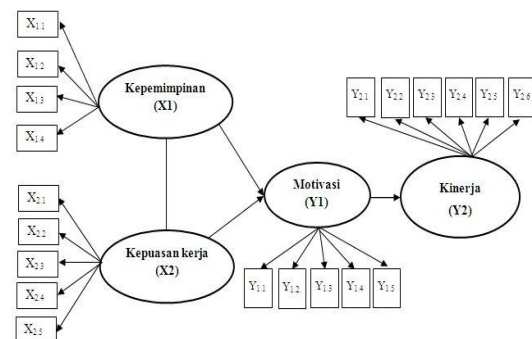 X1.1
X1.2
X1.3
X1.4
Kepemimpinan
(X1)
Y2.1 Y2.2 Y2.3 Y2.4 Y2.5 Y2.6
Motivasi
(Y1)
Kinerja
(Y2)
X2.1
X2.2
X2.3
X2.4
X2.5
Kepuasan kerja
(X2)
Y1.1 Y1.2 Y1.3 Y1.4 Y1.5